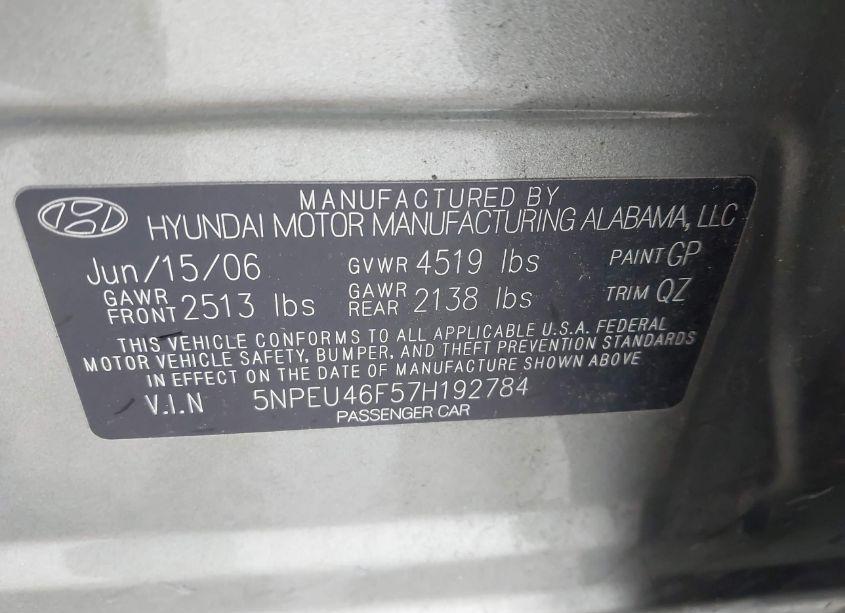 MANUFACTURED BY
HYUNDAI MOTOR MANUFACTURING ALABAMA, LLC
Jun/15/06 GVWR 4519 lbs PAINT GP
GAWR FRONT 2513 lbs GAWR REAR 2138 lbs TRIM QZ
THIS VEHICLE CONFORMS TO ALL APPLICABLE U.S.A. FEDERAL
MOTOR VEHICLE SAFETY, BUMPER, AND THEFT PREVENTION STANDARDS
IN EFFECT ON THE DATE OF MANUFACTURE SHOWN ABOVE
V.I.N 5NPEU46F57H192784
PASSENGER CAR